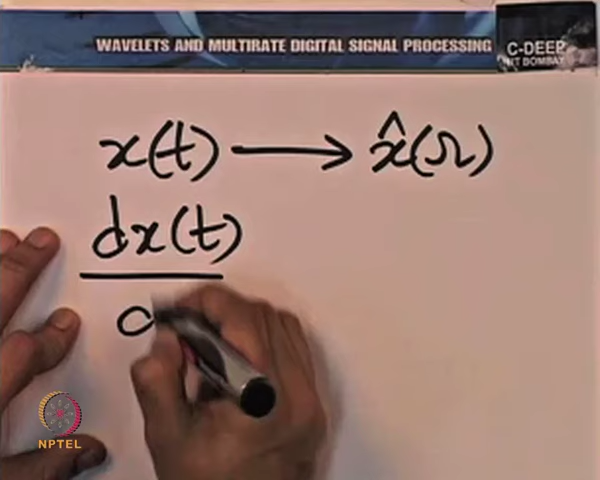 WAVELETS AND MULTIRATE DIGITAL SIGNAL PROCESSING
C-DEEP
IIT BOMBAY
x(t) ⟶ x̂(Ω)
dx(t)
NPTEL